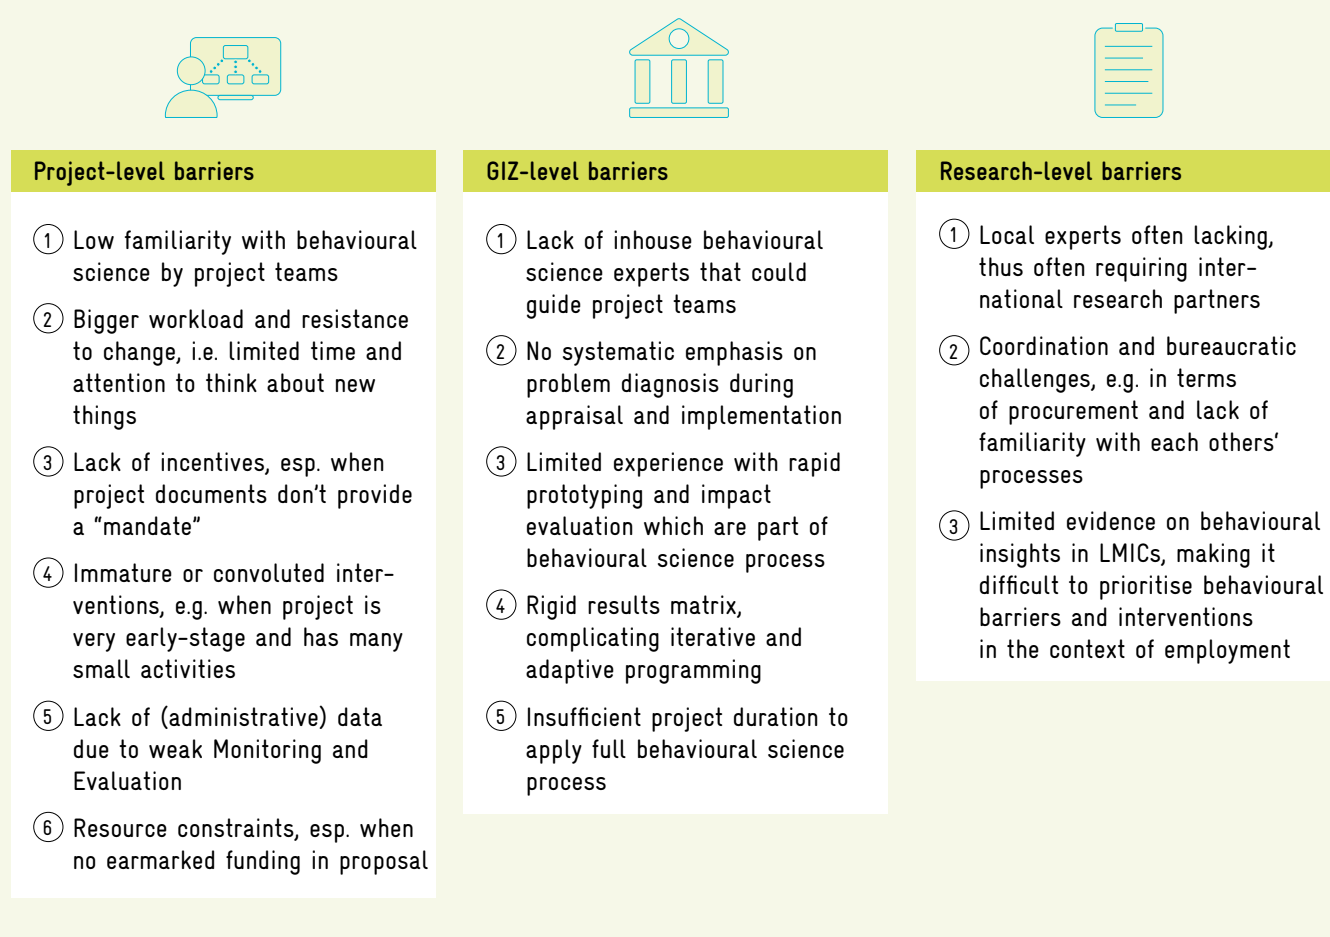 Project-level barriers
1 Low familiarity with behavioural
science by project teams
2 Bigger workload and resistance
to change, i.e. limited time and
attention to think about new
things
3 Lack of incentives, esp. when
project documents don't provide
a “mandate”
4 Immature or convoluted inter-
ventions, e.g. when project is
very early-stage and has many
small activities
5 Lack of (administrative) data
due to weak Monitoring and
Evaluation
6 Resource constraints, esp. when
no earmarked funding in proposal
GIZ-level barriers
1 Lack of inhouse behavioural
science experts that could
guide project teams
2 No systematic emphasis on
problem diagnosis during
appraisal and implementation
3 Limited experience with rapid
prototyping and impact
evaluation which are part of
behavioural science process
4 Rigid results matrix,
complicating iterative and
adaptive programming
5 Insufficient project duration to
apply full behavioural science
process
Research-level barriers
1 Local experts often lacking,
thus often requiring inter-
national research partners
2 Coordination and bureaucratic
challenges, e.g. in terms
of procurement and lack of
familiarity with each others‘
processes
3 Limited evidence on behavioural
insights in LMICs, making it
difficult to prioritise behavioural
barriers and interventions
in the context of employment